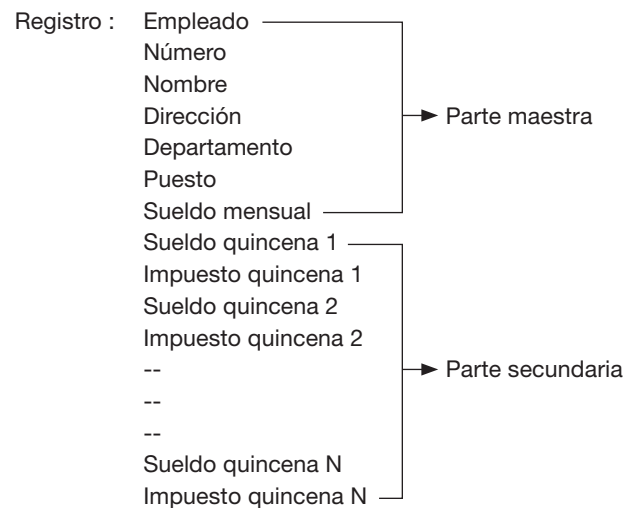 Registro : Empleado
Número
Nombre
Dirección
Parte maestra
Departamento
Puesto
Sueldo mensual
Sueldo quincena 1
Impuesto quincena 1
Sueldo quincena 2
Impuesto quincena 2
--
Parte secundaria
--
--
Sueldo quincena N
Impuesto quincena N